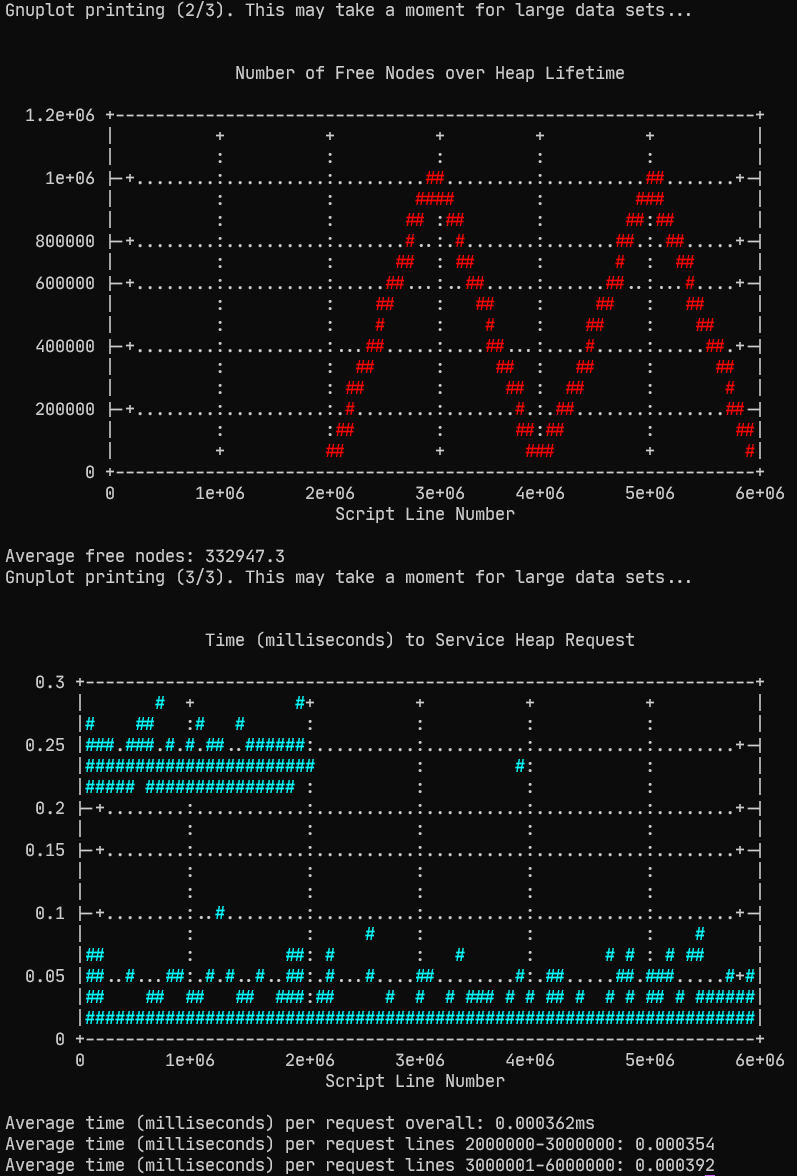 Gnuplot printing (2/3). This may take a moment for large data sets...
Number of Free Nodes over Heap Lifetime
1.2e+06
1e+06
800000
600000
400000
200000
0
0 1e+06 2e+06 3e+06 4e+06 5e+06 6e+06
Script Line Number
Average free nodes: 332947.3
Gnuplot printing (3/3). This may take a moment for large data sets...
Time (milliseconds) to Service Heap Request
0.3
0.25
0.2
0.15
0.1
0.05
0
0 1e+06 2e+06 3e+06 4e+06 5e+06 6e+06
Script Line Number
Average time (milliseconds) per request overall: 0.000362ms
Average time (milliseconds) per request lines 2000000-3000000: 0.000354
Average time (milliseconds) per request lines 3000001-6000000: 0.000392